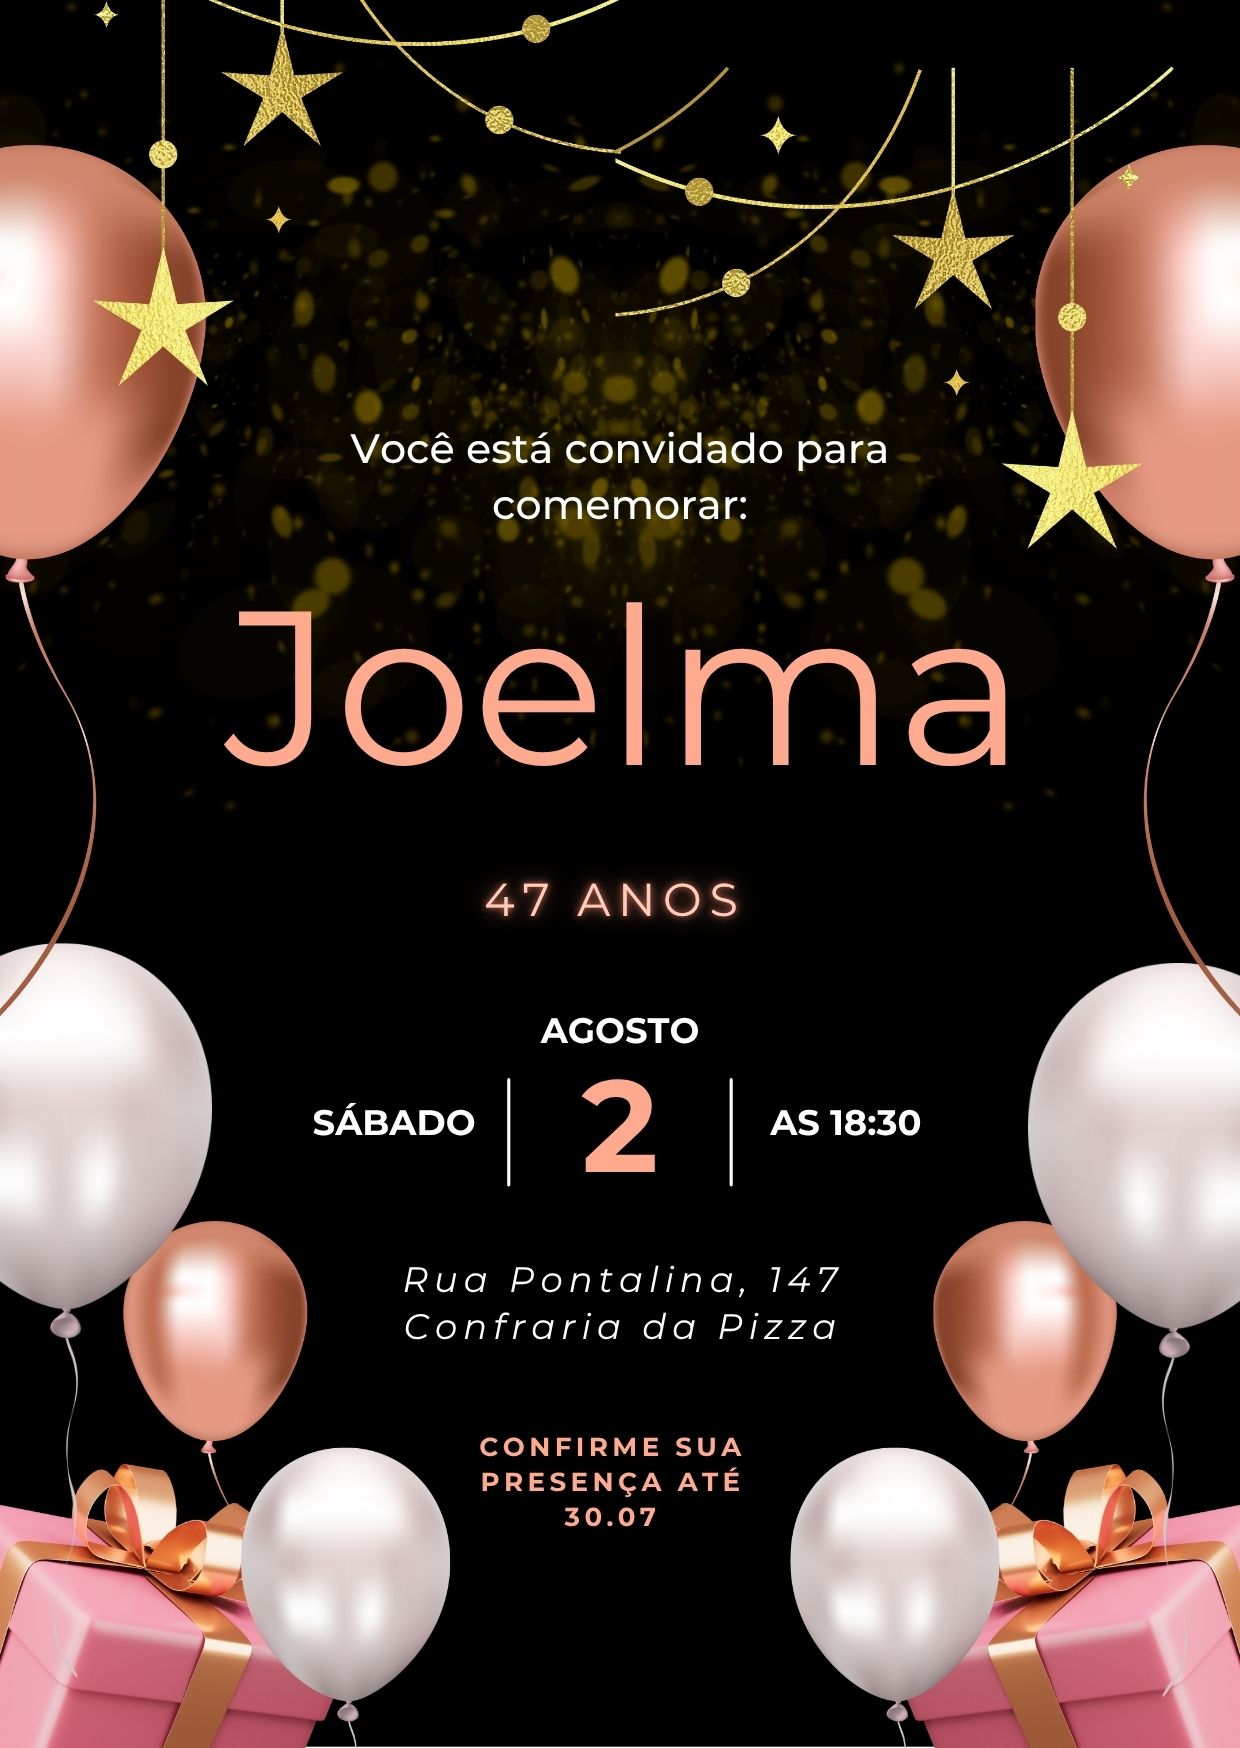 Você está convidado para
comemorar:
Joelma
47 ANOS
AGOSTO
SÁBADO 2 AS 18:30
Rua Pontalina, 147
Confraria da Pizza
CONFIRME SUA
PRESENÇA ATÉ
30.07